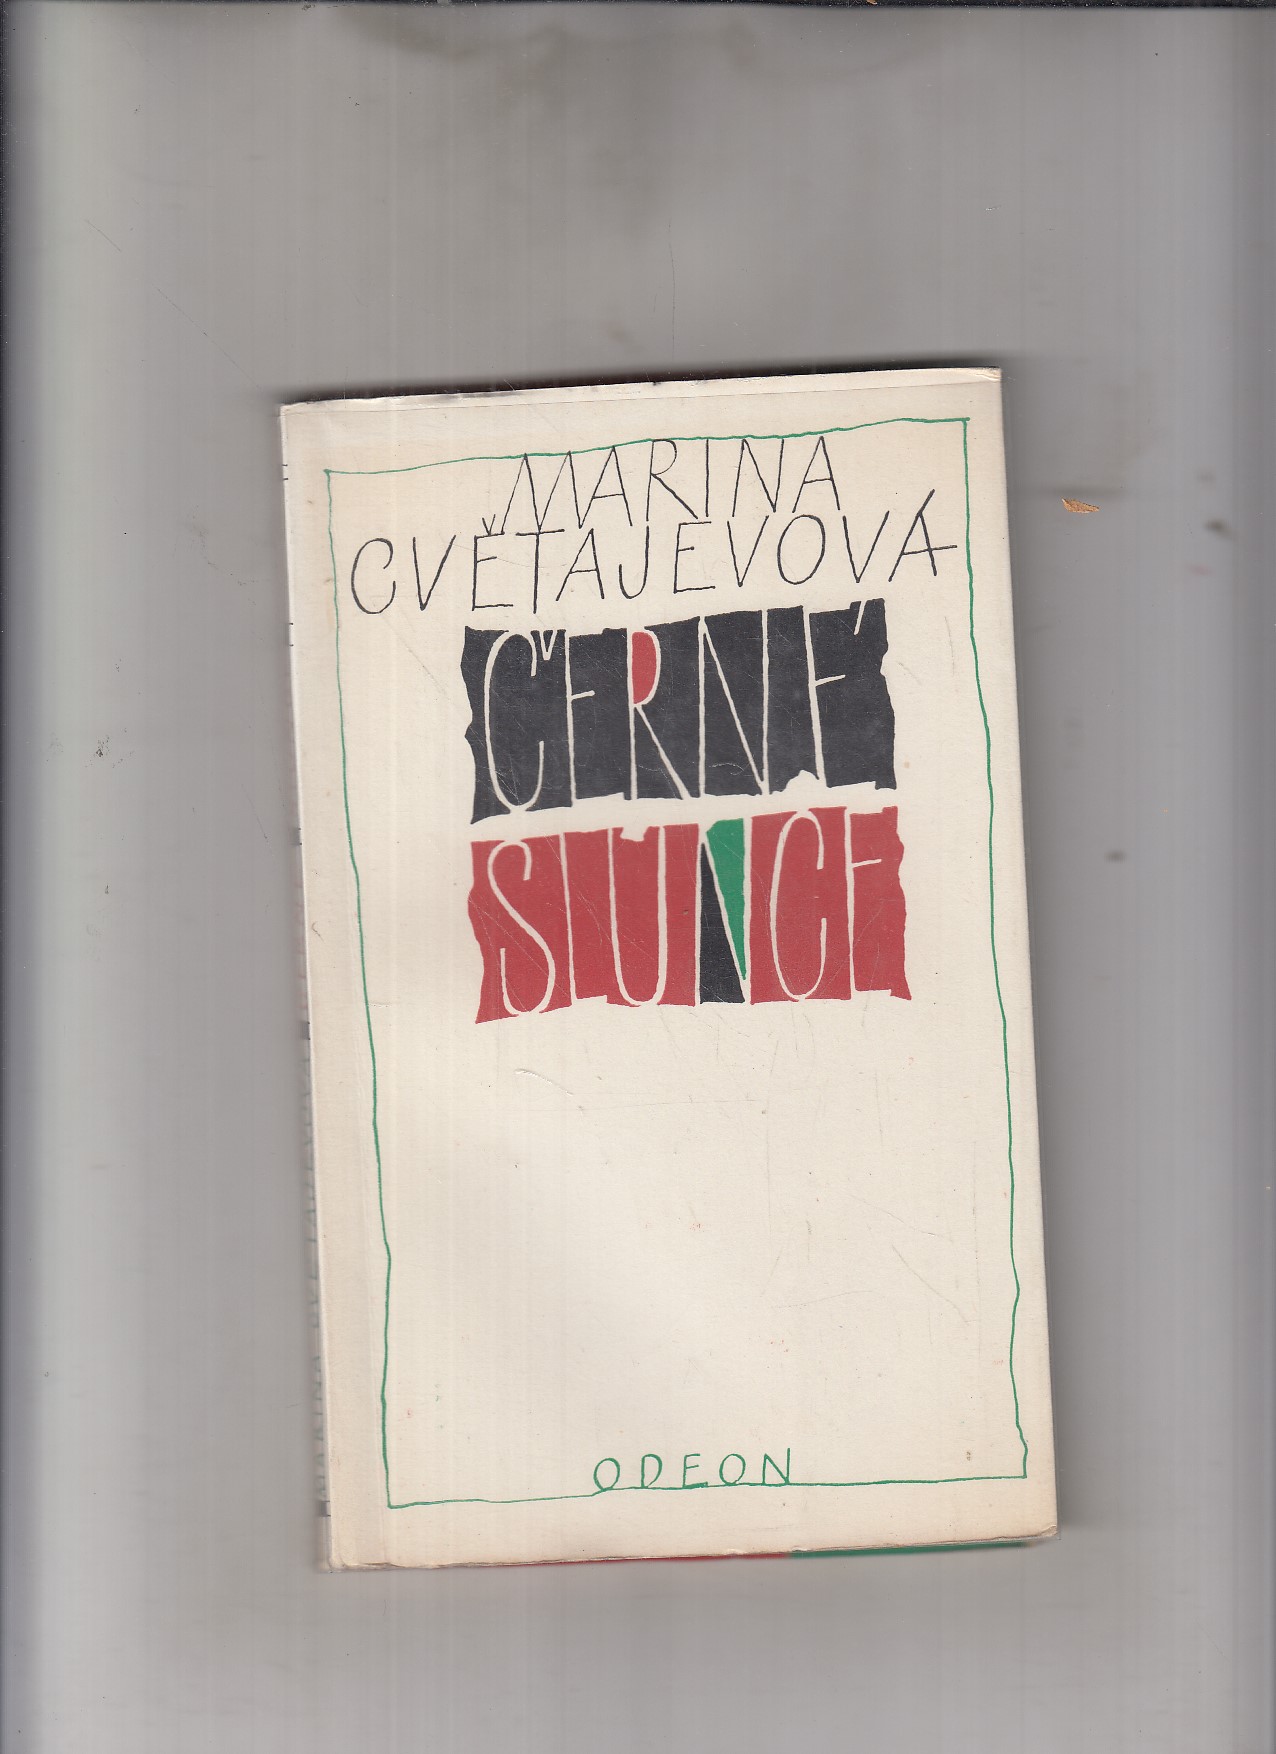 MARINA
CVĚTAJEVOVÁ
ČERNÉ
SLUNCE
ODEON